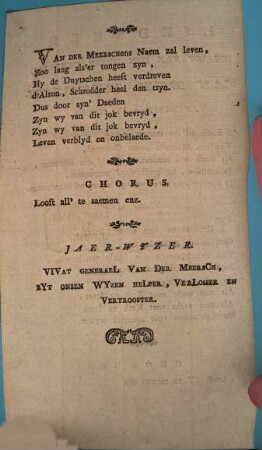 VAN DER MEERSCHENS Naem zal leven,
Zoo lang als'er tongen zyn,
Hy de Duytschen heeft verdreven
d'Alton, Schroëder heel den tryn.
Dus door syn' Daeden
Zyn wy van dit jok bevryd,
Zyn wy van dit jok bevryd,
Leven verblyd en onbelaede.
CHORUS.
Looft all' te saemen enz.
JAER-WYZER.
VIVat generaeL Van Der MeersCh,
zYt onsen WYzen heLper, VerLosser en
Vertrooster.